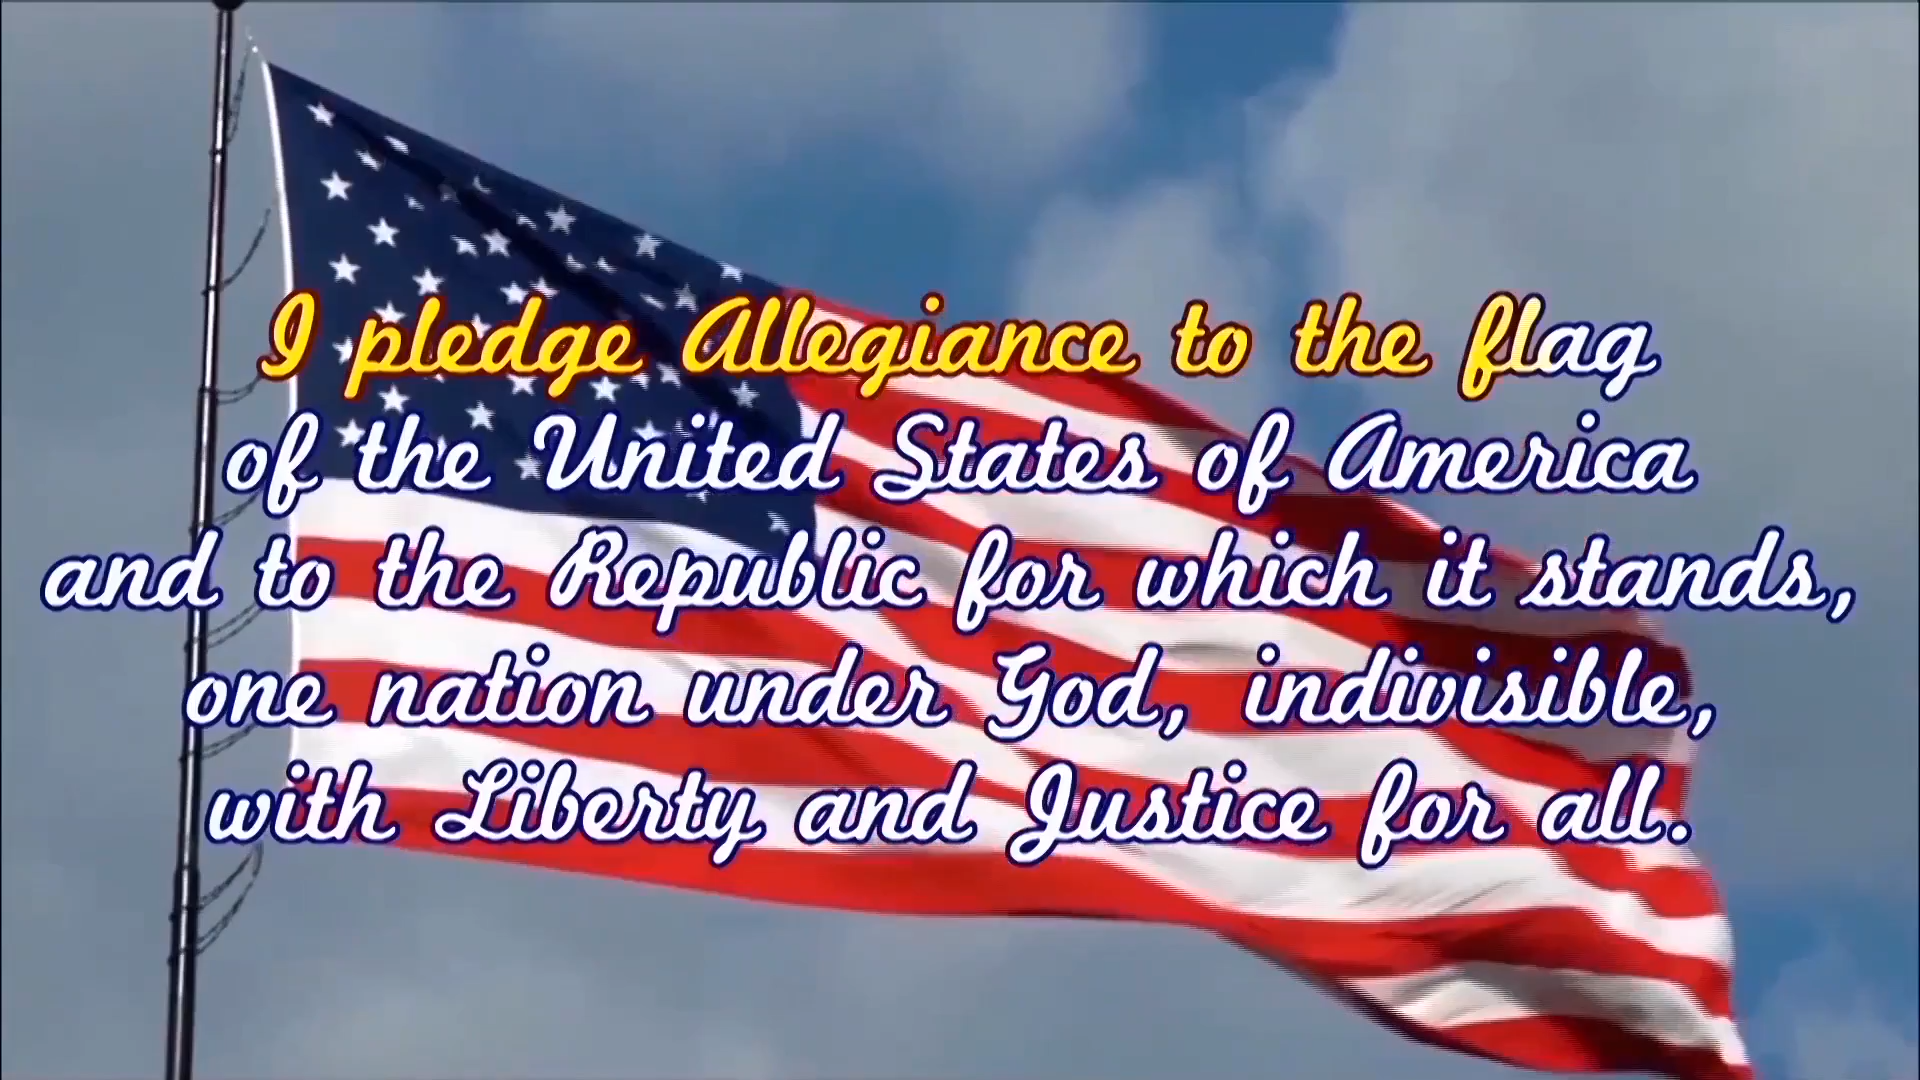 I pledge Allegiance to the flag
of the United States of America
and to the Republic for which it stands,
one nation under God, indivisible,
with Liberty and Justice for all.